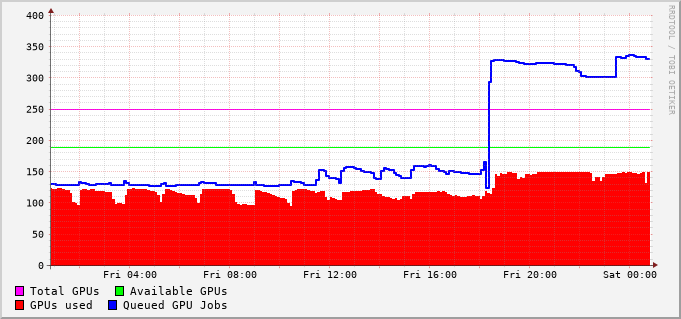 400
350
300
250
200
150
100
50
0
Fri 04:00 Fri 08:00 Fri 12:00 Fri 16:00 Fri 20:00 Sat 00:00
Total GPUs Available GPUs
GPUs used Queued GPU Jobs
RRDTOOL / TOBI OETIKER